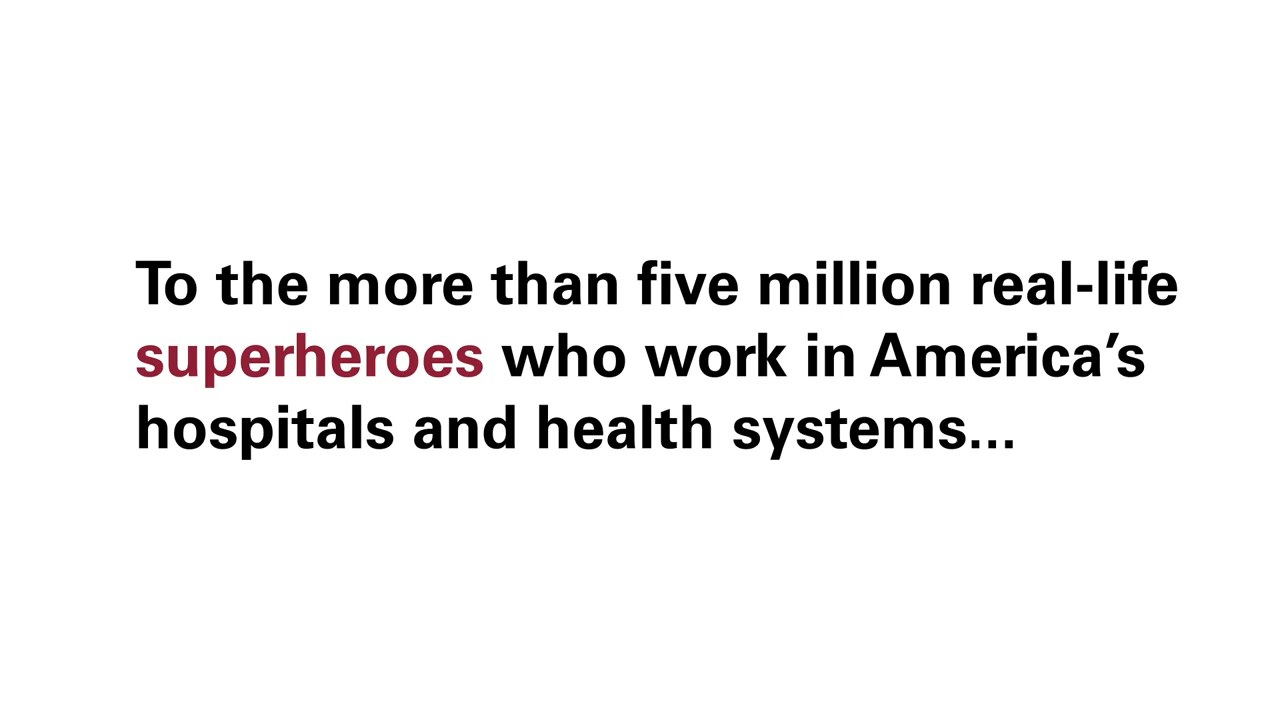 To the more than five million real-life
superheroes who work in America’s
hospitals and health systems...